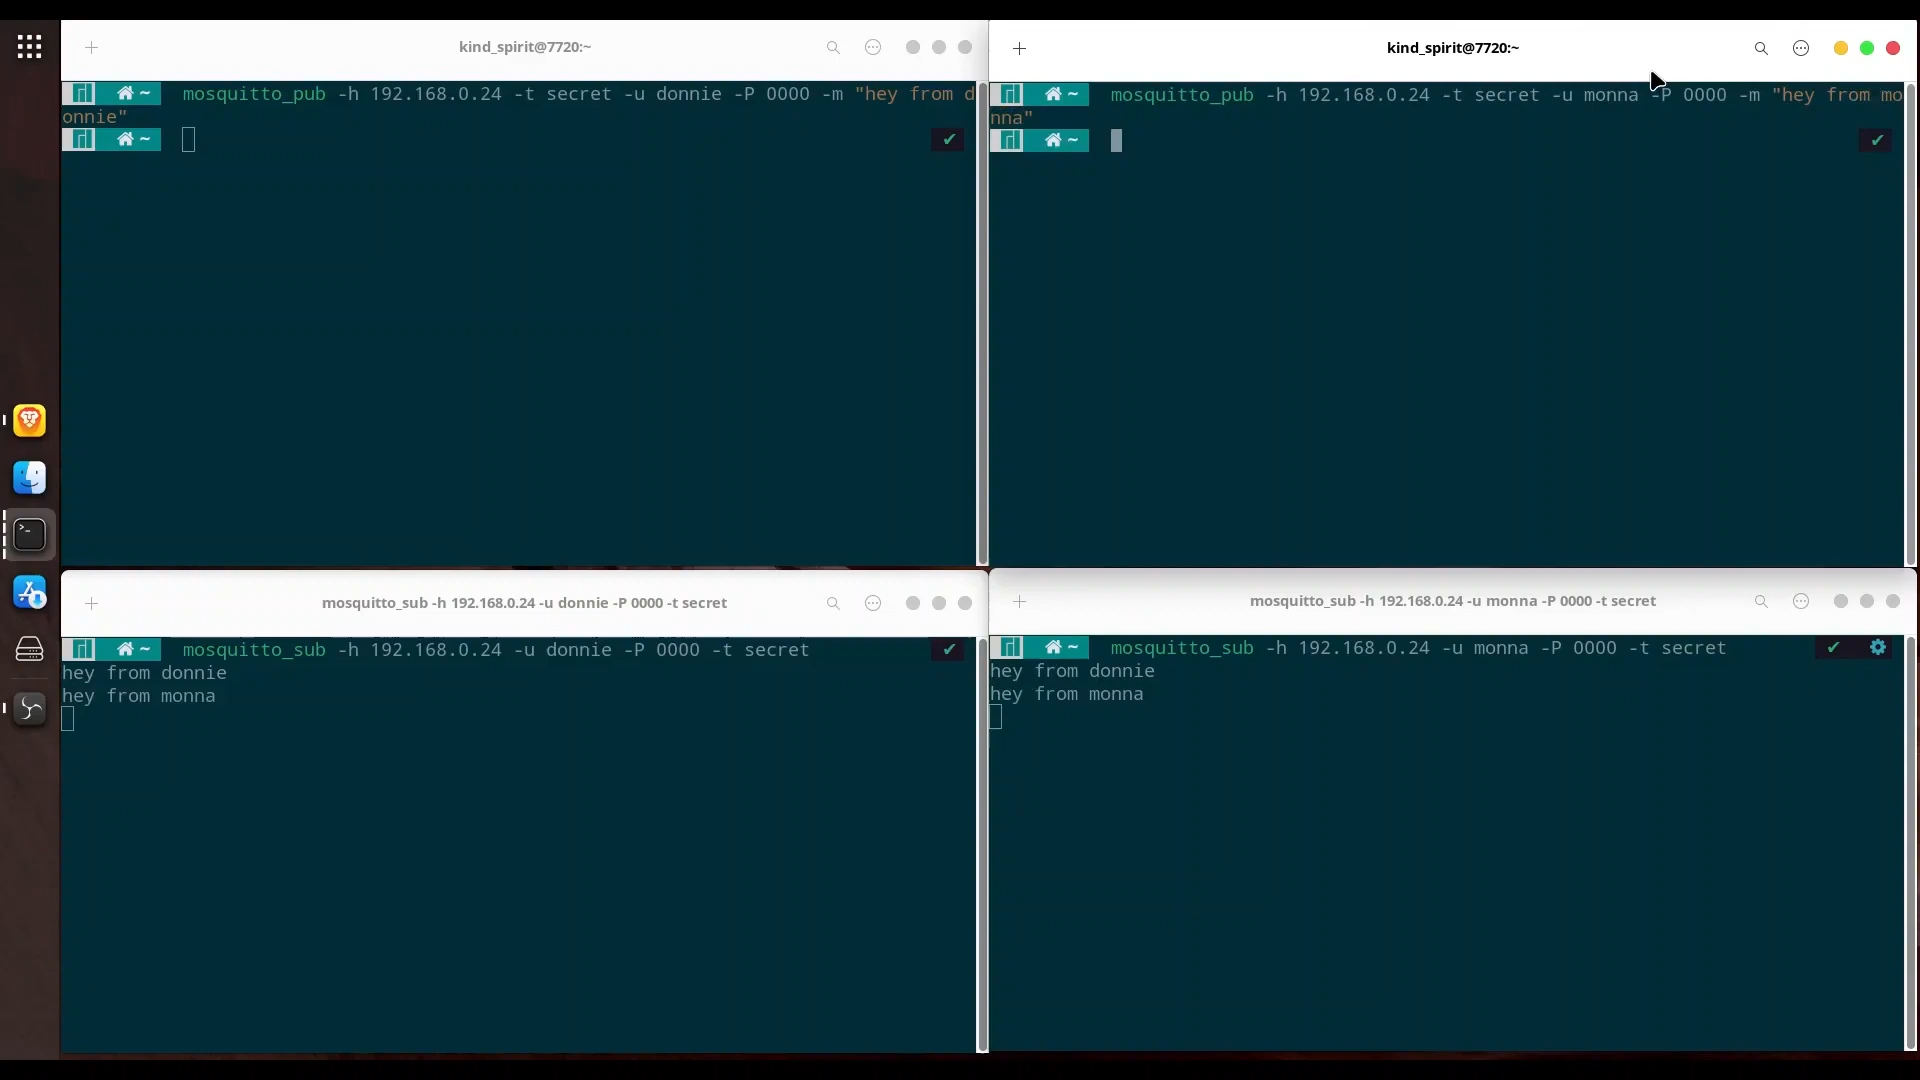 kind_spirit@7720:~
~ mosquitto_pub -h 192.168.0.24 -t secret -u donnie -P 0000 -m "hey from d
onnie"
~
kind_spirit@7720:~
~ mosquitto_pub -h 192.168.0.24 -t secret -u monna -P 0000 -m "hey from mo
nna"
~
mosquitto_sub -h 192.168.0.24 -u donnie -P 0000 -t secret
~ mosquitto_sub -h 192.168.0.24 -u donnie -P 0000 -t secret
hey from donnie
hey from monna
mosquitto_sub -h 192.168.0.24 -u monna -P 0000 -t secret
~ mosquitto_sub -h 192.168.0.24 -u monna -P 0000 -t secret
hey from donnie
hey from monna